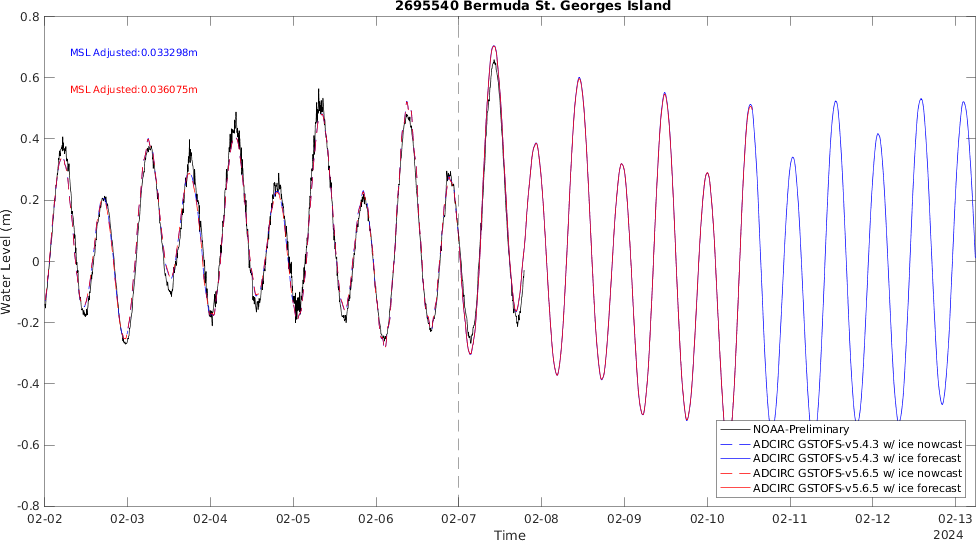 2695540 Bermuda St. Georges Island
0.8
0.6
0.4
0.2
0
-0.2
-0.4
-0.6
-0.8
Water Level (m)
MSL Adjusted:0.033298m
MSL Adjusted:0.036075m
NOAA-Preliminary
ADCIRC GSTOFS-v5.4.3 w/ ice nowcast
ADCIRC GSTOFS-v5.4.3 w/ ice forecast
ADCIRC GSTOFS-v5.6.5 w/ ice nowcast
ADCIRC GSTOFS-v5.6.5 w/ ice forecast
02-02 02-03 02-04 02-05 02-06 02-07 02-08 02-09 02-10 02-11 02-12 02-13
Time
2024